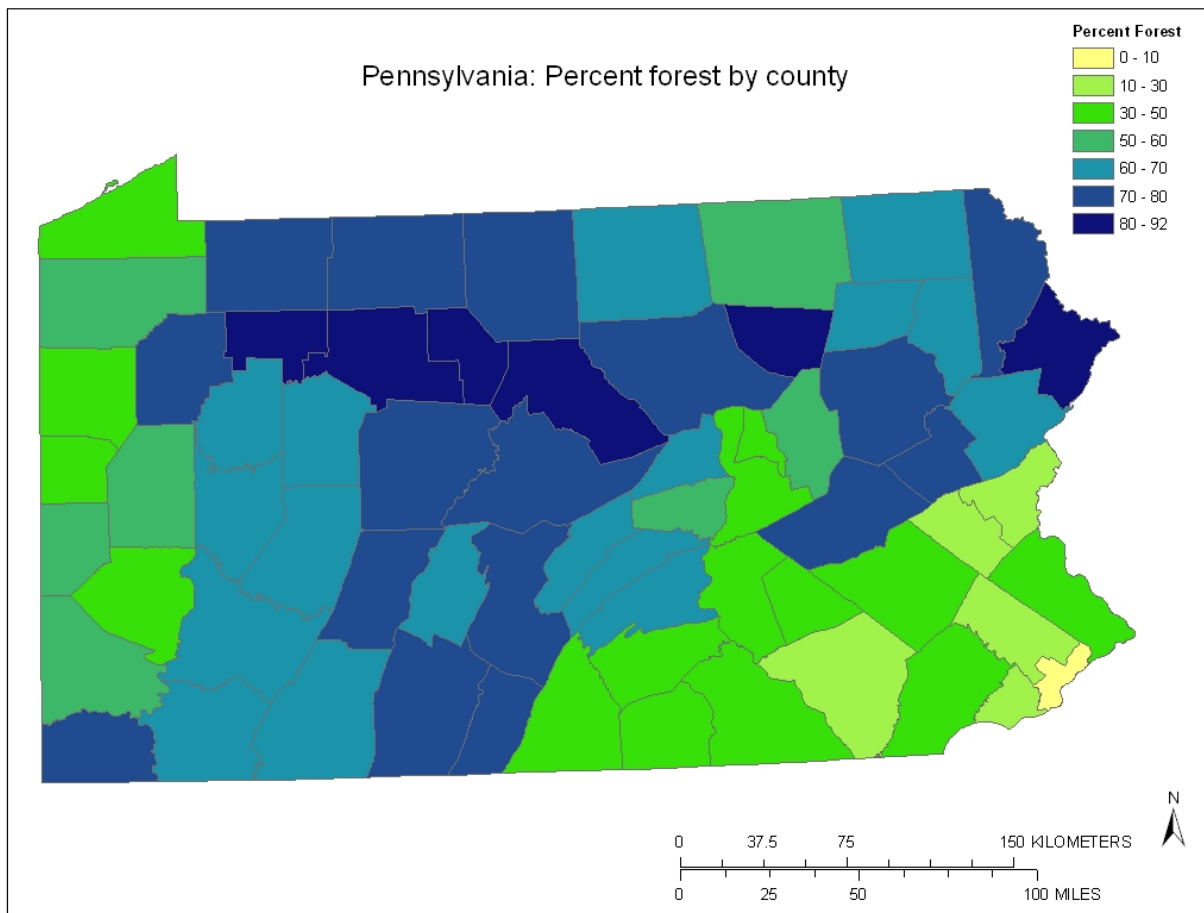 Percent Forest
0 - 10
10 - 30
30 - 50
50 - 60
60 - 70
70 - 80
80 - 92
Pennsylvania: Percent forest by county
N
0 37.5 75 150 KILOMETERS
0 25 50 100 MILES